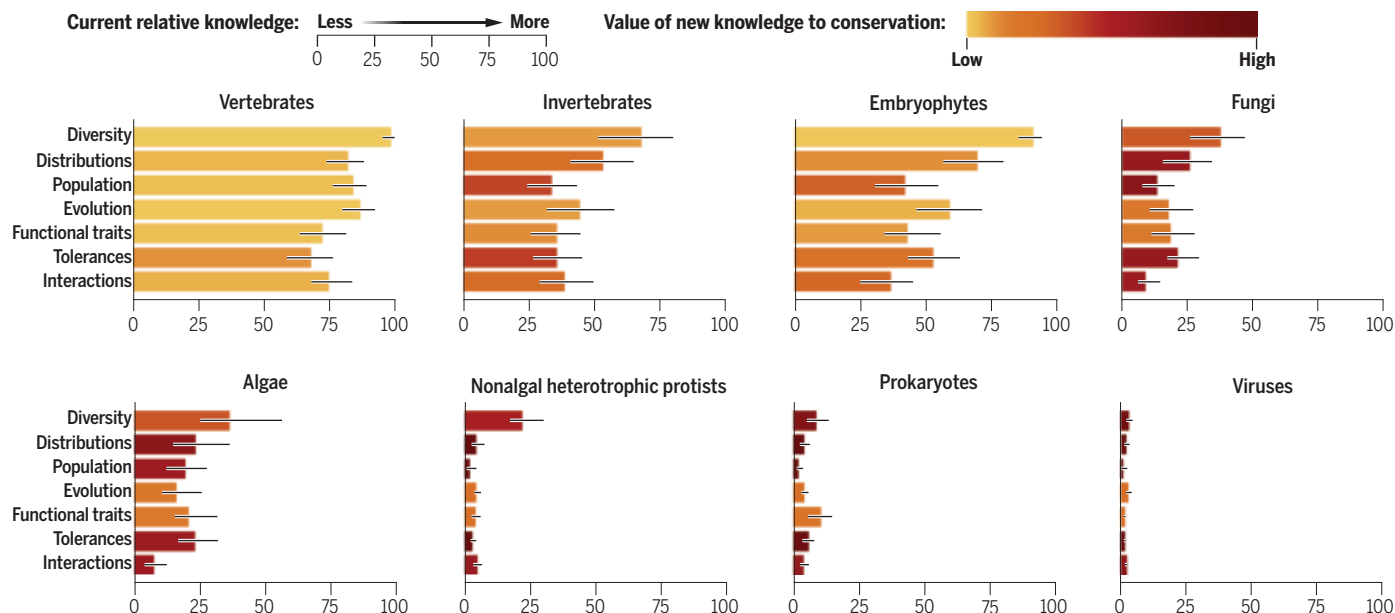 Current relative knowledge: Less More
0 25 50 75 100
Value of new knowledge to conservation:
Low High
Vertebrates Invertebrates Embryophytes Fungi
Diversity
Distributions
Population
Evolution
Functional traits
Tolerances
Interactions
0 25 50 75 100 0 25 50 75 100 0 25 50 75 100 0 25 50 75 100
Algae Nonalgal heterotrophic protists Prokaryotes Viruses
Diversity
Distributions
Population
Evolution
Functional traits
Tolerances
Interactions
0 25 50 75 100 0 25 50 75 100 0 25 50 75 100 0 25 50 75 100